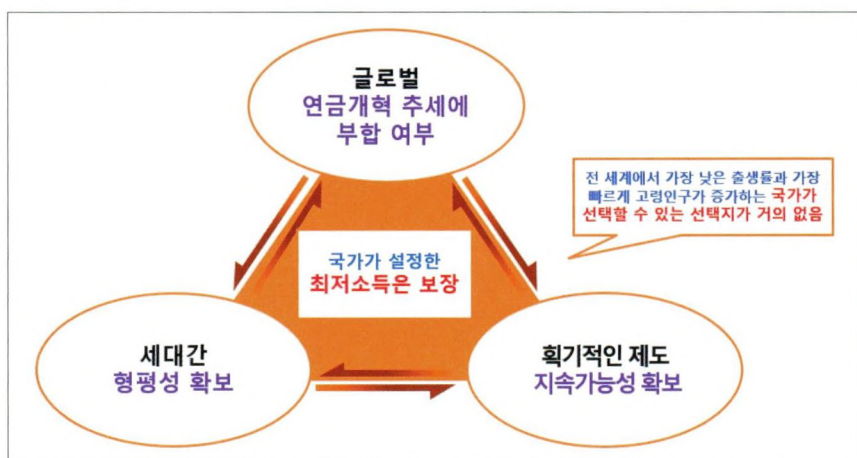 글로벌
연금개혁 추세에
부합 여부
전 세계에서 가장 낮은 출생률과 가장
빠르게 고령인구가 증가하는 국가가
선택할 수 있는 선택지가 거의 없음
국가가 설정한
최저소득은 보장
세대간
형평성 확보
획기적인 제도
지속가능성 확보